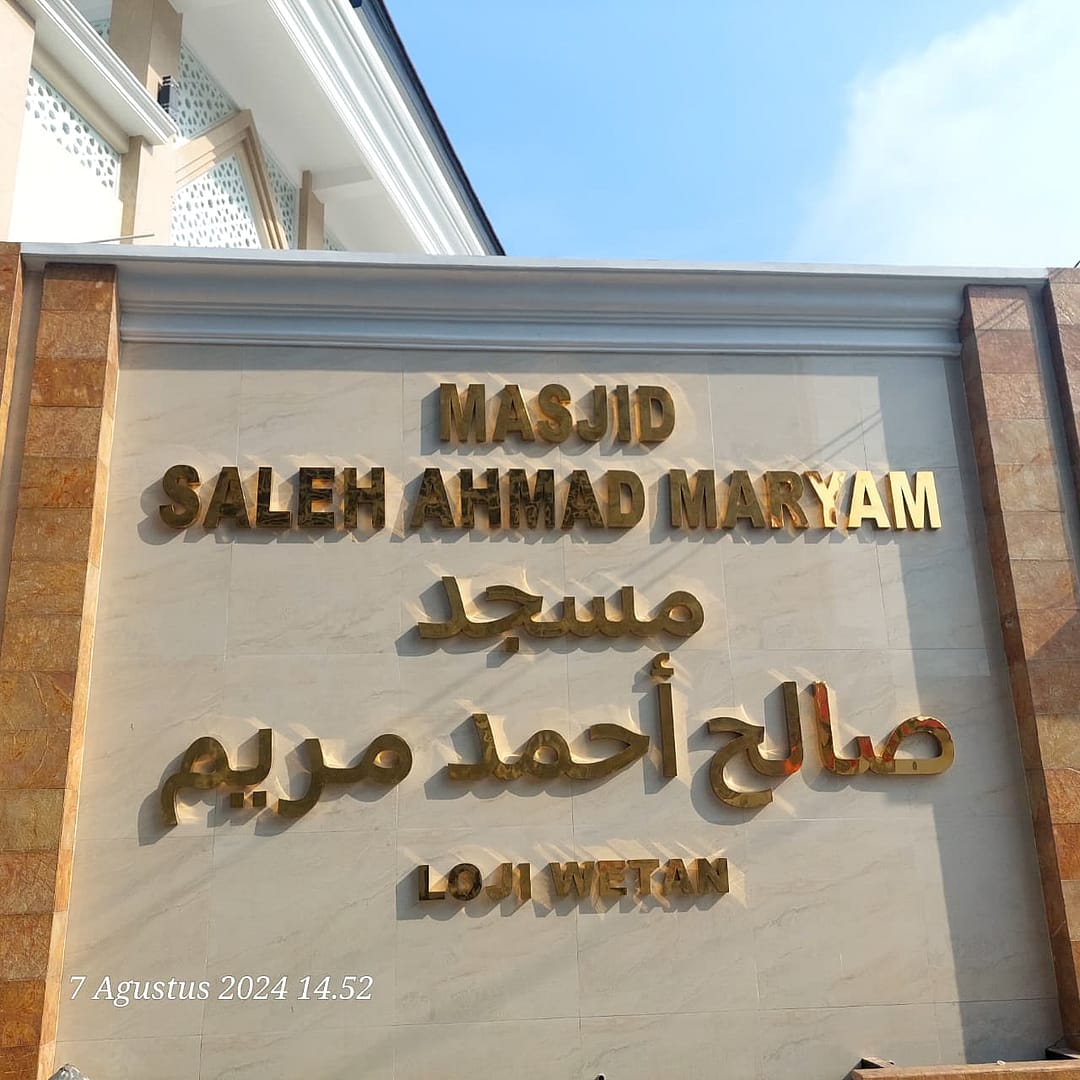 MASJID
SALEH AHMAD MARYAM
مسجد
صالح أحمد مريم
LOJI WETAN
7 Agustus 2024 14.52